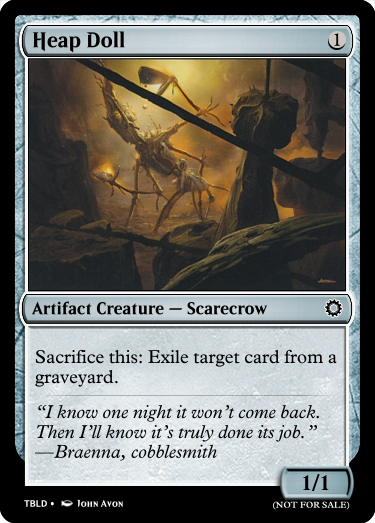 Heap Doll 1
Artifact Creature — Scarecrow
Sacrifice this: Exile target card from a
graveyard.
“I know one night it won’t come back.
Then I’ll know it’s truly done its job.”
—Braenna, cobblesmith
1/1
TBLD • John Avon
(NOT FOR SALE)